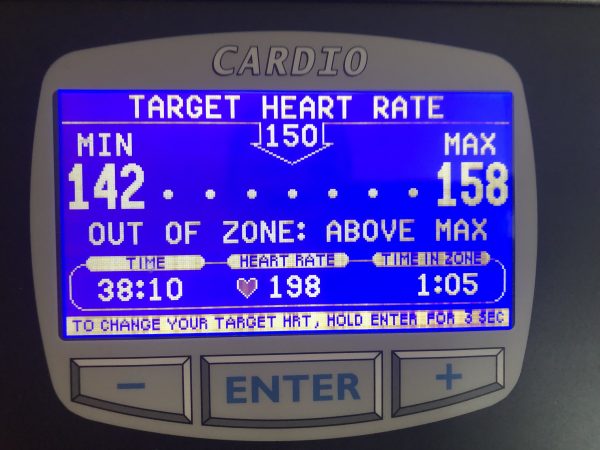 CARDIO
TARGET HEART RATE
MIN 150 MAX
142 158
OUT OF ZONE: ABOVE MAX
TIME HEART RATE TIME IN ZONE
38:10 198 1:05
TO CHANGE YOUR TARGET HRT, HOLD ENTER FOR 3 SEC
− ENTER +